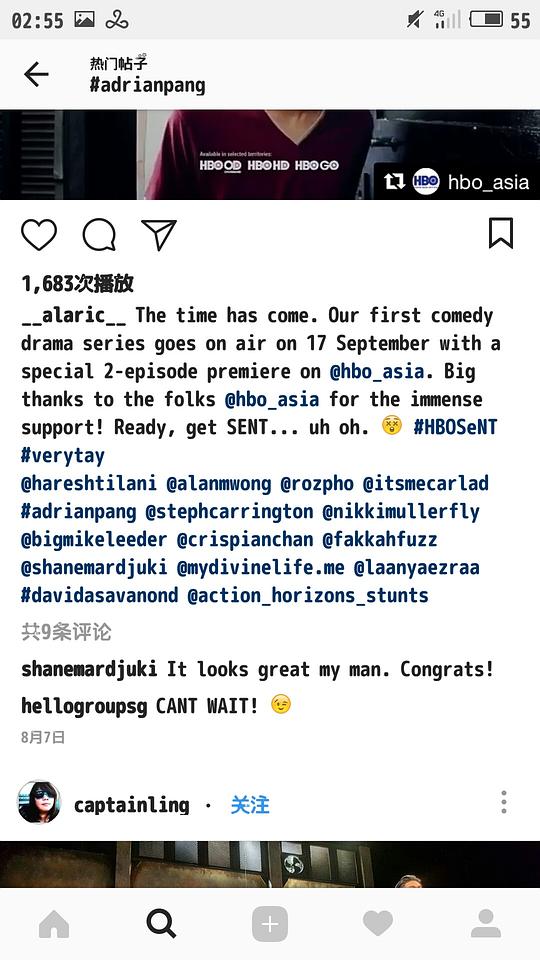 02:55
4G
55
热门帖子
#adrianpang
Available in selected territories:
HBO OD HBO HD HBO GO
HBO hbo_asia
1,683次播放
__alaric__ The time has come. Our first comedy
drama series goes on air on 17 September with a
special 2-episode premiere on @hbo_asia. Big
thanks to the folks @hbo_asia for the immense
support! Ready, get SENT... uh oh. 😵 #HBOSeNT
#verytay
@hareshtilani @alanmwong @rozpho @itsmecarlad
#adrianpang @stephcarrington @nikkimullerfly
@bigmikeleeder @crispianchan @fakkahfuzz
@shanemardjuki @mydivinelife.me @laanyaezraa
#davidasavanond @action_horizons_stunts
共9条评论
shanemardjuki It looks great my man. Congrats!
hellogroupsg CANT WAIT! 😉
8月7日
captainling · 关注